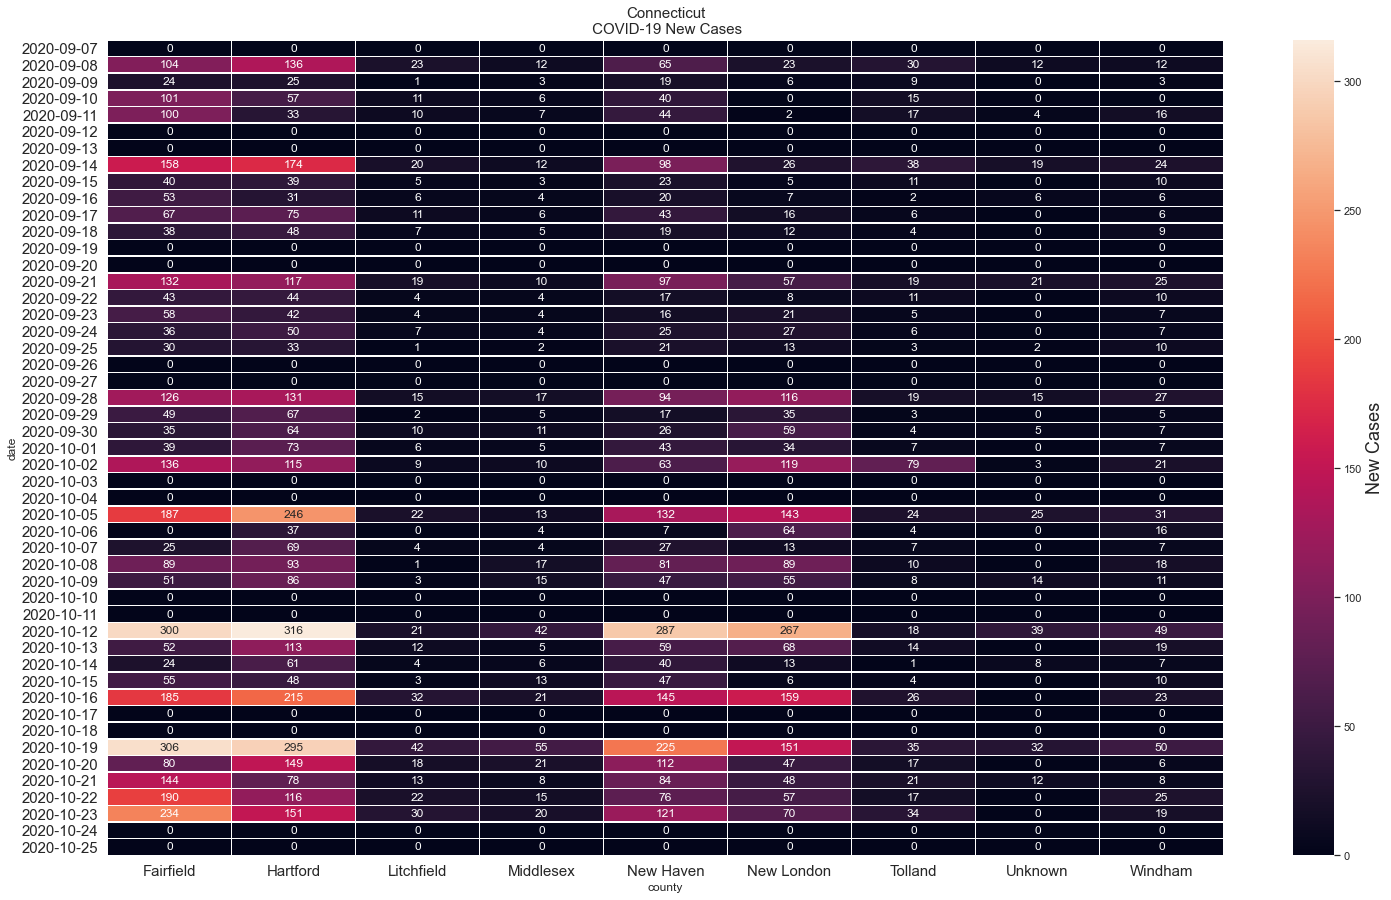 Connecticut
COVID-19 New Cases
2020-09-07 0 0 0 0 0 0 0 0 0
2020-09-08 104 136 23 12 65 23 30 12 12
2020-09-09 24 25 1 3 19 6 9 0 3
2020-09-10 101 57 11 6 40 0 15 0 0
2020-09-11 100 33 10 7 44 2 17 4 16
2020-09-12 0 0 0 0 0 0 0 0 0
2020-09-13 0 0 0 0 0 0 0 0 0
2020-09-14 158 174 20 12 98 26 38 19 24
2020-09-15 40 39 5 3 23 5 11 0 10
2020-09-16 53 31 6 4 20 7 2 6 6
2020-09-17 67 75 11 6 43 16 6 0 6
2020-09-18 38 48 7 5 19 12 4 0 9
2020-09-19 0 0 0 0 0 0 0 0 0
2020-09-20 0 0 0 0 0 0 0 0 0
2020-09-21 132 117 19 10 97 57 19 21 25
2020-09-22 43 44 4 4 17 8 11 0 10
2020-09-23 58 42 4 4 16 21 5 0 7
2020-09-24 36 50 7 4 25 27 6 0 7
2020-09-25 30 33 1 2 21 13 3 2 10
2020-09-26 0 0 0 0 0 0 0 0 0
2020-09-27 0 0 0 0 0 0 0 0 0
2020-09-28 126 131 15 17 94 116 19 15 27
2020-09-29 49 67 2 5 17 35 3 0 5
2020-09-30 35 64 10 11 26 59 4 5 7
2020-10-01 39 73 6 5 43 34 7 0 7
2020-10-02 136 115 9 10 63 119 79 3 21
2020-10-03 0 0 0 0 0 0 0 0 0
2020-10-04 0 0 0 0 0 0 0 0 0
2020-10-05 187 246 22 13 132 143 24 25 31
2020-10-06 0 37 0 4 7 64 4 0 16
2020-10-07 25 69 4 4 27 13 7 0 7
2020-10-08 89 93 1 17 81 89 10 0 18
2020-10-09 51 86 3 15 47 55 8 14 11
2020-10-10 0 0 0 0 0 0 0 0 0
2020-10-11 0 0 0 0 0 0 0 0 0
2020-10-12 300 316 21 42 287 267 18 39 49
2020-10-13 52 113 12 5 59 68 14 0 19
2020-10-14 24 61 4 6 40 13 1 8 7
2020-10-15 55 48 3 13 47 6 4 0 10
2020-10-16 185 215 32 21 145 159 26 0 23
2020-10-17 0 0 0 0 0 0 0 0 0
2020-10-18 0 0 0 0 0 0 0 0 0
2020-10-19 306 295 42 55 225 151 35 32 50
2020-10-20 80 149 18 21 112 47 17 0 6
2020-10-21 144 78 13 8 84 48 21 12 8
2020-10-22 190 116 22 15 76 57 17 0 25
2020-10-23 234 151 30 20 121 70 34 0 19
2020-10-24 0 0 0 0 0 0 0 0 0
2020-10-25 0 0 0 0 0 0 0 0 0
Fairfield Hartford Litchfield Middlesex New Haven New London Tolland Unknown Windham
county
date
300
250
200
150
100
50
0
New Cases